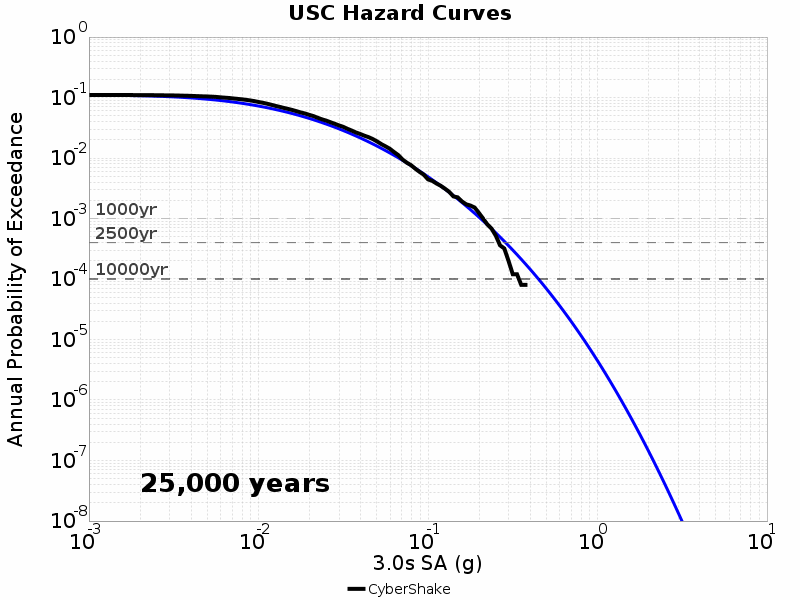 USC Hazard Curves
Annual Probability of Exceedance
10^0
10^-1
10^-2
10^-3
10^-4
10^-5
10^-6
10^-7
10^-8
1000yr
2500yr
10000yr
25,000 years
10^-3 10^-2 10^-1 10^0 10^1
3.0s SA (g)
CyberShake